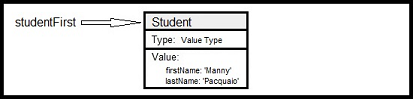 studentFirst
Student
Type: Value Type
Value:
firstName: 'Manny'
lastName: 'Pacquaio'